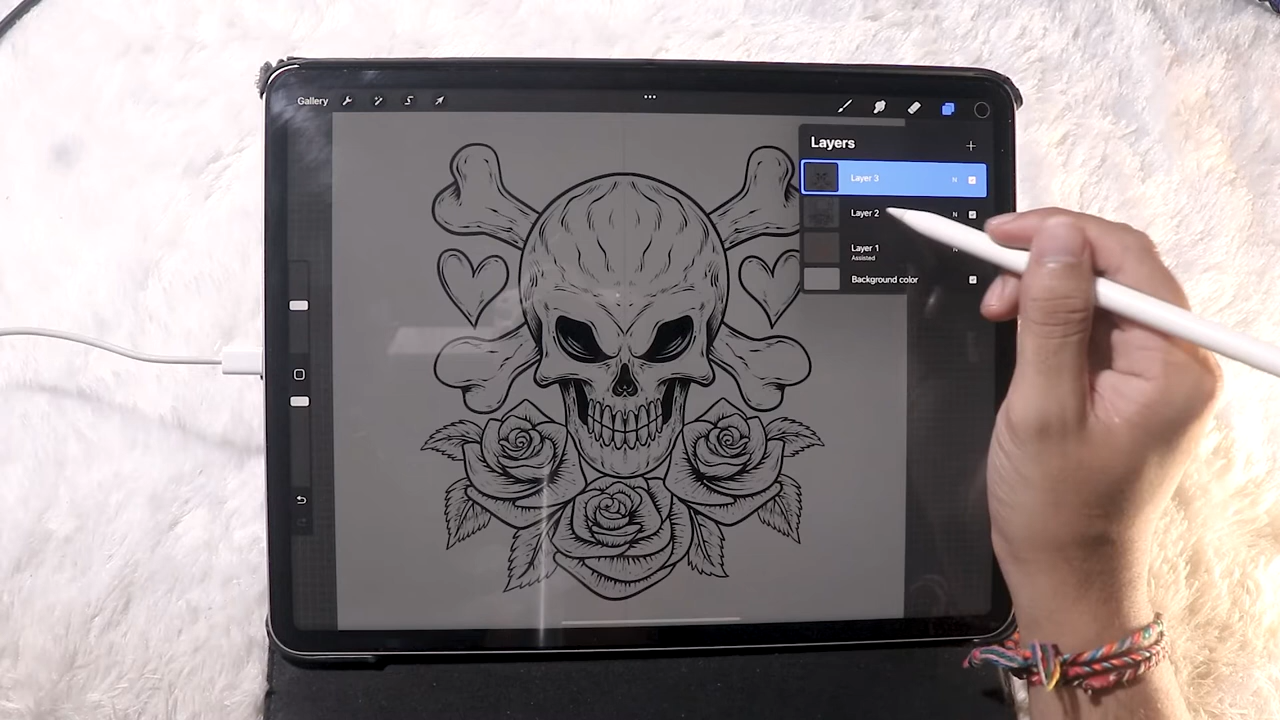 Gallery
Layers
Layer 3 N
Layer 2 N
Layer 1 N
Assisted
Background color